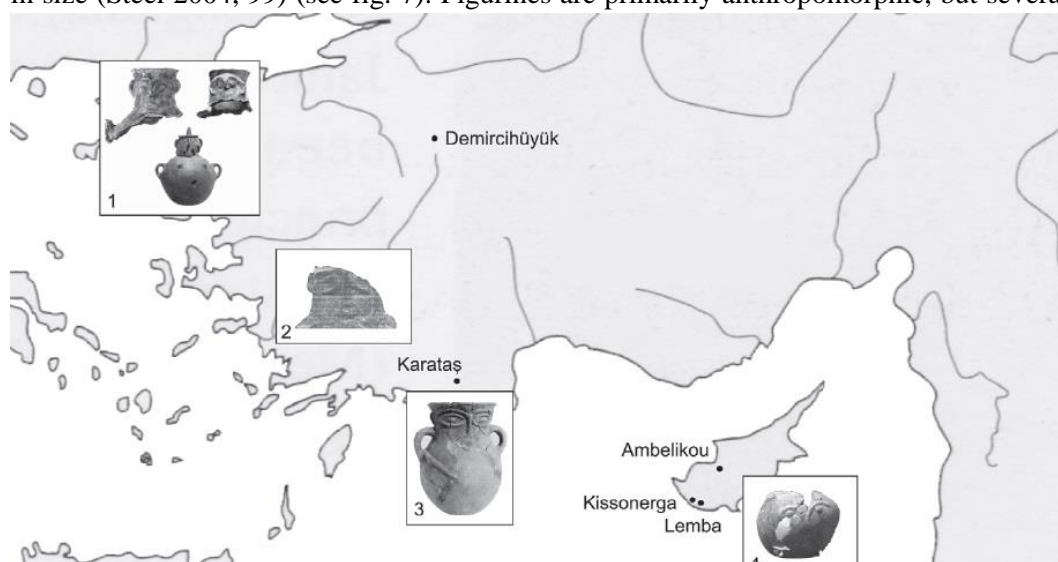 in size (Steel 2004, 99) (see fig. 7). Figurines are primarily anthropomorphic, but several
1
Demircihüyük
2
Karataş
3
Ambelikou
Kissonerga
Lemba
4